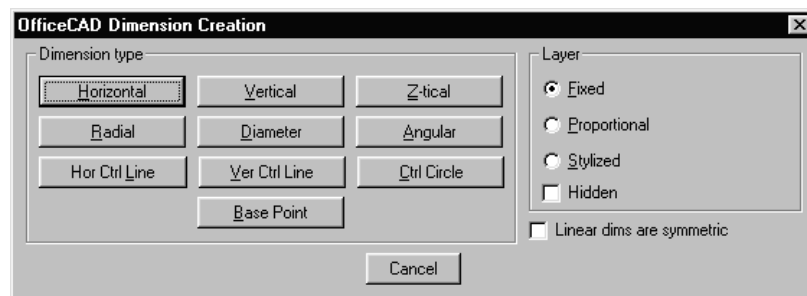 OfficeCAD Dimension Creation
Dimension type
Horizontal Vertical Z-tical
Radial Diameter Angular
Hor Ctrl Line Ver Ctrl Line Ctrl Circle
Base Point
Layer
Fixed
Proportional
Stylized
Hidden
Linear dims are symmetric
Cancel